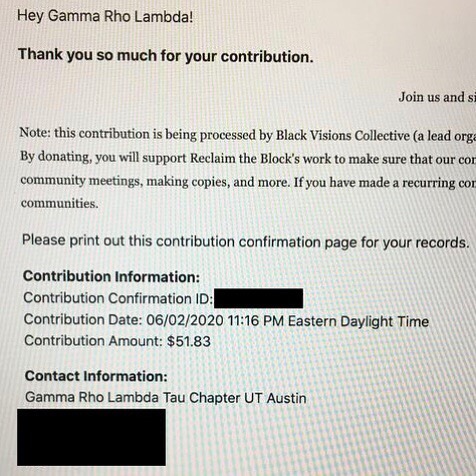 Hey Gamma Rho Lambda!
Thank you so much for your contribution.
Join us and
Note: this contribution is being processed by Black Visions Collective (a lead
By donating, you will support Reclaim the Block's work to make sure that our
community meetings, making copies, and more. If you have made a recurring
communities.
Please print out this contribution confirmation page for your records.
Contribution Information:
Contribution Confirmation ID:
Contribution Date: 06/02/2020 11:16 PM Eastern Daylight Time
Contribution Amount: $51.83
Contact Information:
Gamma Rho Lambda Tau Chapter UT Austin